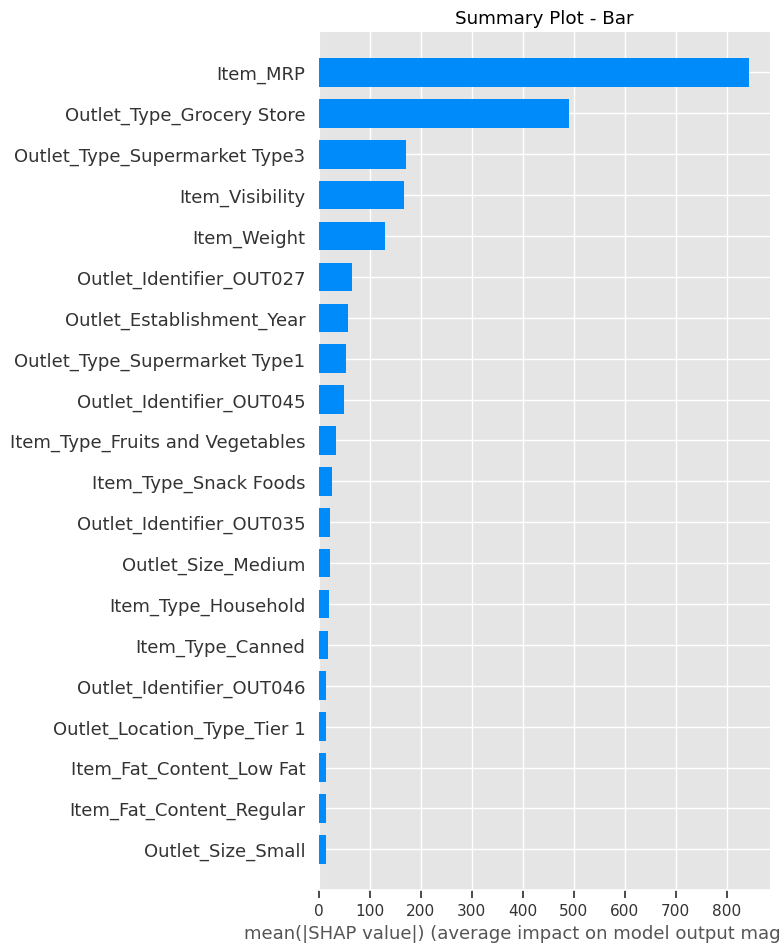 Summary Plot - Bar
Item_MRP
Outlet_Type_Grocery Store
Outlet_Type_Supermarket Type3
Item_Visibility
Item_Weight
Outlet_Identifier_OUT027
Outlet_Establishment_Year
Outlet_Type_Supermarket Type1
Outlet_Identifier_OUT045
Item_Type_Fruits and Vegetables
Item_Type_Snack Foods
Outlet_Identifier_OUT035
Outlet_Size_Medium
Item_Type_Household
Item_Type_Canned
Outlet_Identifier_OUT046
Outlet_Location_Type_Tier 1
Item_Fat_Content_Low Fat
Item_Fat_Content_Regular
Outlet_Size_Small
0 100 200 300 400 500 600 700 800
mean(|SHAP value|) (average impact on model output mag